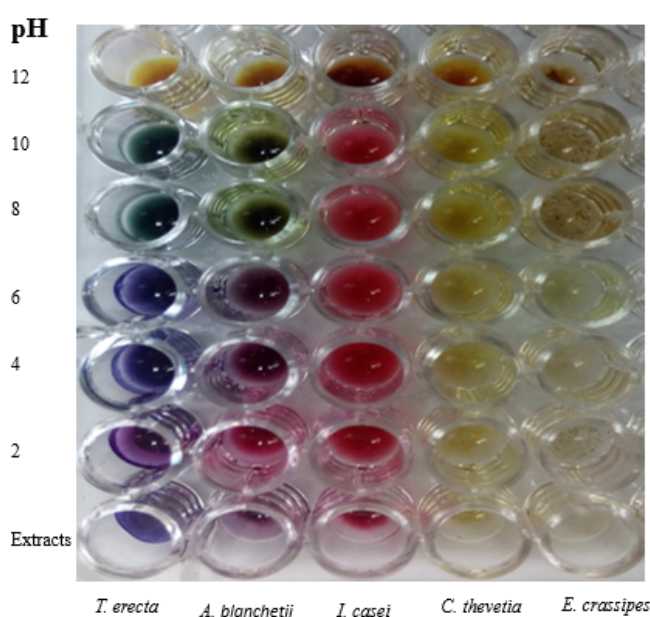 pH
12
10
8
6
4
2
Extracts
T. erecta A. blanchetii I. casei C. thevetia E. crassipes